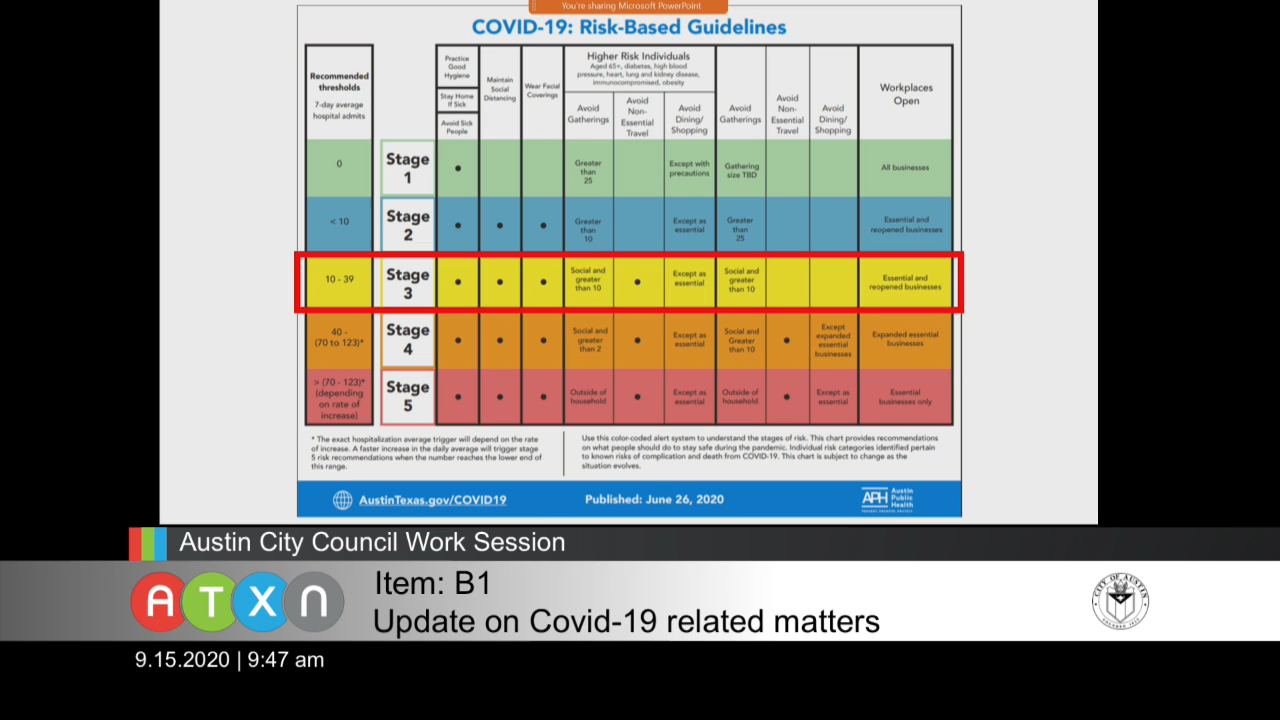 You're sharing Microsoft PowerPoint
COVID-19: Risk-Based Guidelines
Recommended
thresholds
7-day average
hospital admits
Practice
Good
Hygiene
Stay Home
If Sick
Avoid Sick
People
Maintain
Social
Distancing
Wear Facial
Coverings
Higher Risk Individuals
Aged 65+, diabetes, high blood
pressure, heart, lung and kidney disease,
immunocompromised, obesity
Avoid
Gatherings
Avoid
Non-
Essential
Travel
Avoid
Dining/
Shopping
Avoid
Gatherings
Avoid
Non-
Essential
Travel
Avoid
Dining/
Shopping
Workplaces
Open
0
Stage
1
Greater
than
25
Except with
precautions
Gathering
size TBD
All businesses
< 10
Stage
2
Greater
than
10
Except as
essential
Greater
than
25
Essential and
reopened businesses
10 - 39
Stage
3
Social and
greater
than 10
Except as
essential
Social and
greater
than 10
Essential and
reopened businesses
40 -
(70 to 123)*
Stage
4
Social and
greater
than 2
Except as
essential
Social and
Greater
than 10
Except
expanded
essential
businesses
Expanded essential
businesses
> (70 - 123)*
(depending
on rate of
increase)
Stage
5
Outside of
household
Except as
essential
Outside of
household
Except as
essential
Essential
businesses only
* The exact hospitalization average trigger will depend on the rate
of increase. A faster increase in the daily average will trigger stage
5 risk recommendations when the number reaches the lower end of
this range.
Use this color-coded alert system to understand the stages of risk. This chart provides recommendations
on what people should do to stay safe during the pandemic. Individual risk categories identified pertain
to known risks of complication and death from COVID-19. This chart is subject to change as the
situation evolves.
AustinTexas.gov/COVID19
Published: June 26, 2020
APH
Austin
Public
Health
Austin City Council Work Session
ATXN
Item: B1
Update on Covid-19 related matters
CITY OF AUSTIN
9.15.2020 | 9:47 am